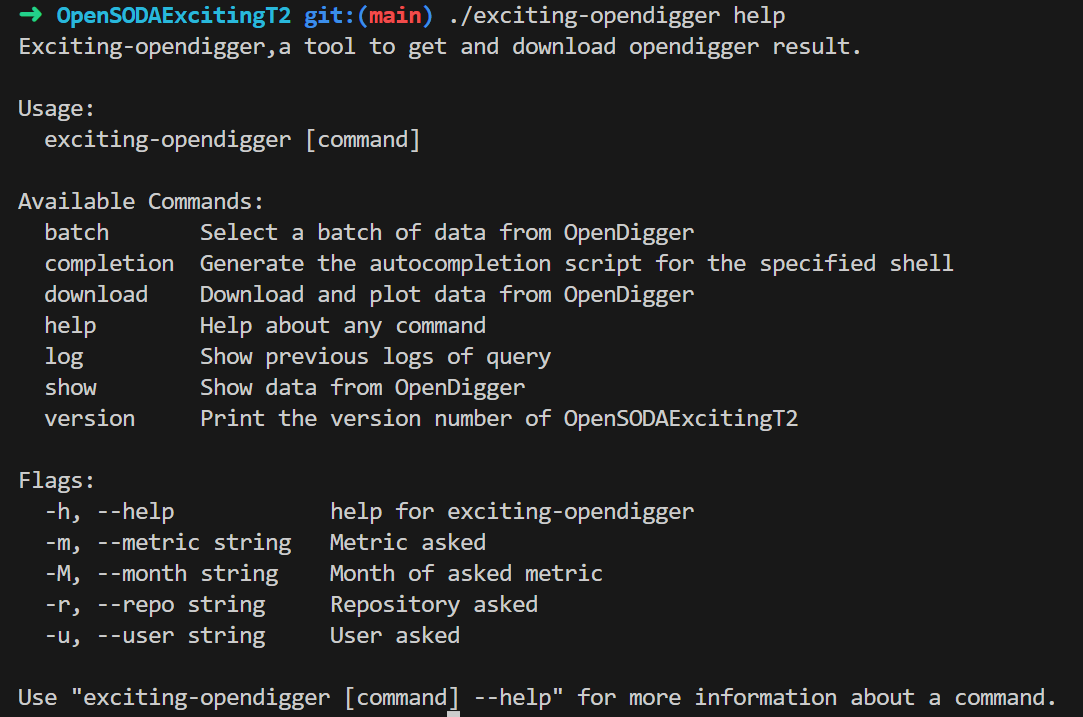 → OpenSODAExcitingT2 git:(main) ./exciting-opendigger help
Exciting-opendigger,a tool to get and download opendigger result.

Usage:
  exciting-opendigger [command]

Available Commands:
  batch       Select a batch of data from OpenDigger
  completion  Generate the autocompletion script for the specified shell
  download    Download and plot data from OpenDigger
  help        Help about any command
  log         Show previous logs of query
  show        Show data from OpenDigger
  version     Print the version number of OpenSODAExcitingT2

Flags:
  -h, --help            help for exciting-opendigger
  -m, --metric string   Metric asked
  -M, --month string    Month of asked metric
  -r, --repo string     Repository asked
  -u, --user string     User asked

Use "exciting-opendigger [command] --help" for more information about a command.